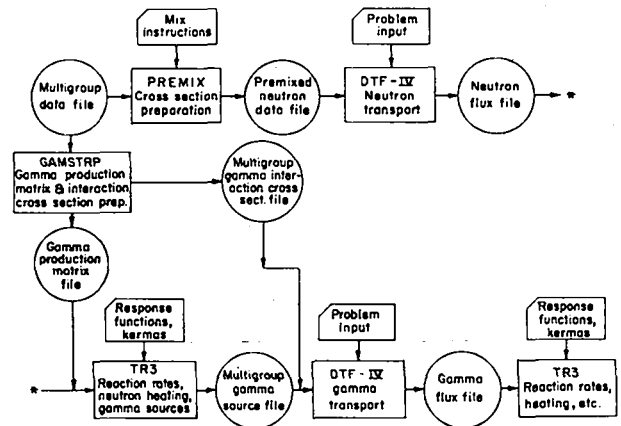 Mix
instructions
Problem
input
Multigroup
data file
PREMIX
Cross section
preparation
Premixed
neutron
data file
DTF-IV
Neutron
transport
Neutron
flux file
*
GAMSTRP
Gamma production
matrix & interaction
cross section prep.
Multigroup
gamma inter-
action cross
sect. file
Gamma
production
matrix
file
Response
functions,
kermas
Problem
input
Response
functions,
kermas
*
TR3
Reaction rates,
neutron heating,
gamma sources
Multigroup
gamma
source file
DTF-IV
gamma
transport
Gamma
flux file
TR3
Reaction rates,
heating, etc.